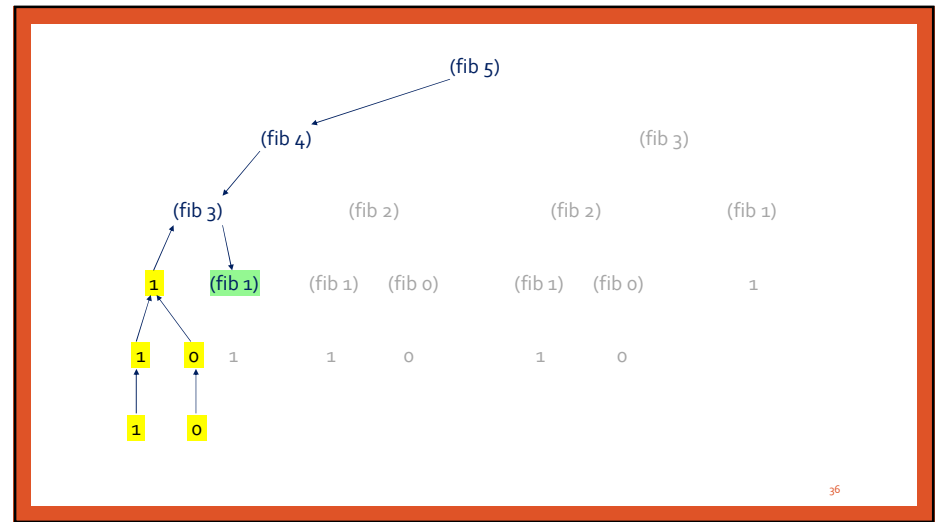 (fib 5)
(fib 4) (fib 3)
(fib 3) (fib 2) (fib 2) (fib 1)
1 (fib 1) (fib 1) (fib 0) (fib 1) (fib 0) 1
1 0 1 1 0 1 0
1 0
36